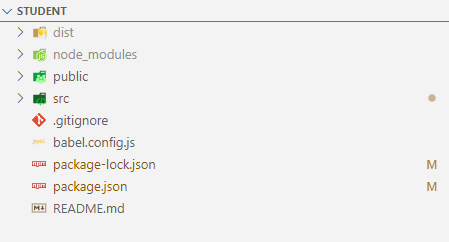 STUDENT
dist
node_modules
public
src
.gitignore
babel.config.js
package-lock.json M
package.json M
README.md